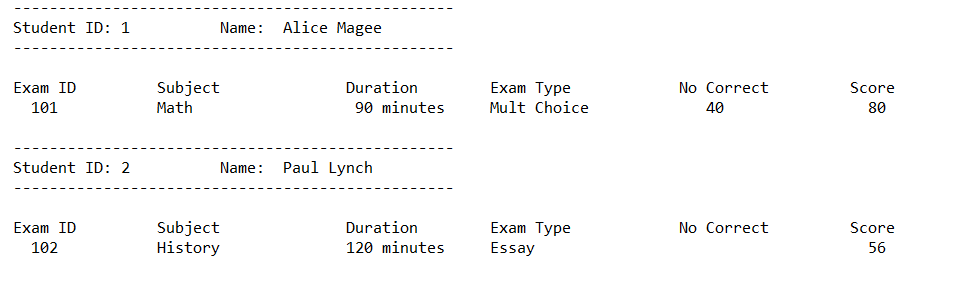 -------------------------------------------------
Student ID: 1          Name:  Alice Magee
-------------------------------------------------
Exam ID         Subject              Duration        Exam Type            No Correct         Score
  101           Math                  90 minutes     Mult Choice             40                80
-------------------------------------------------
Student ID: 2          Name:  Paul Lynch
-------------------------------------------------
Exam ID         Subject              Duration        Exam Type            No Correct         Score
  102           History              120 minutes     Essay                                     56